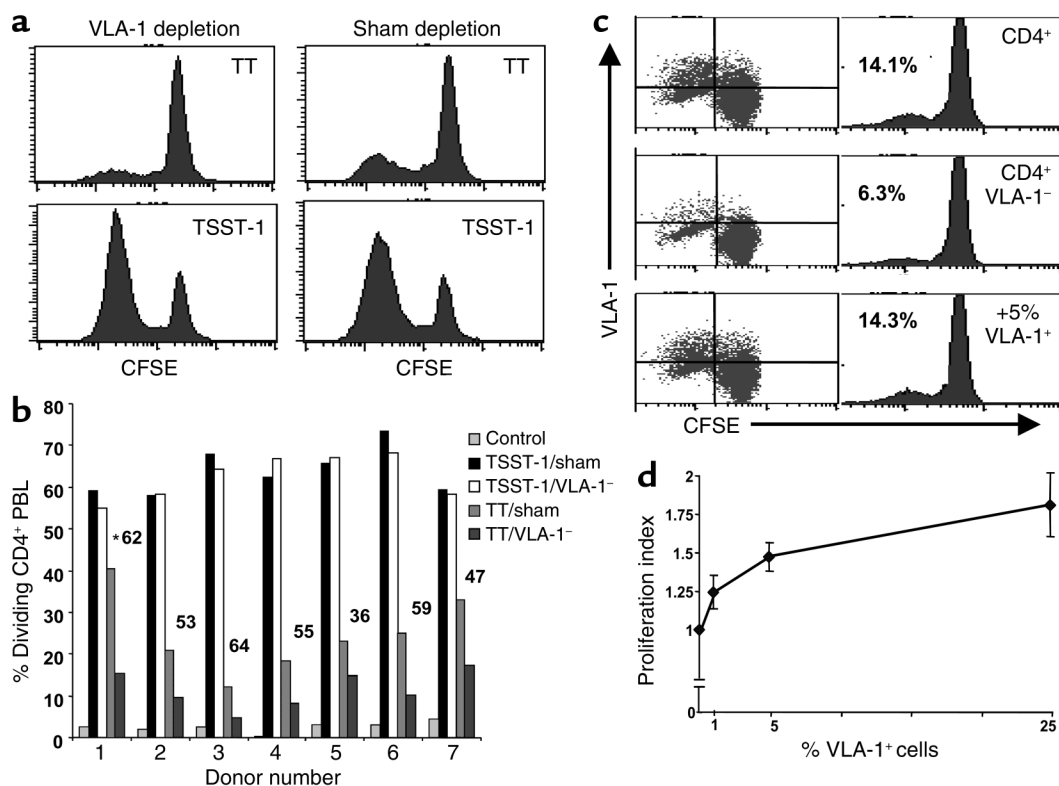 a
VLA-1 depletion
Sham depletion
TT
TT
TSST-1
TSST-1
CFSE
CFSE
b
80
70
60
50
40
30
20
10
0
% Dividing CD4⁺ PBL
Control
TSST-1/sham
TSST-1/VLA-1⁻
TT/sham
TT/VLA-1⁻
*62
53
64
55
36
59
47
1 2 3 4 5 6 7
Donor number
c
14.1%
CD4⁺
6.3%
CD4⁺
VLA-1⁻
14.3%
+5%
VLA-1⁺
VLA-1
CFSE
d
2
1.75
1.5
1.25
1
0
Proliferation index
1 5 25
% VLA-1⁺ cells